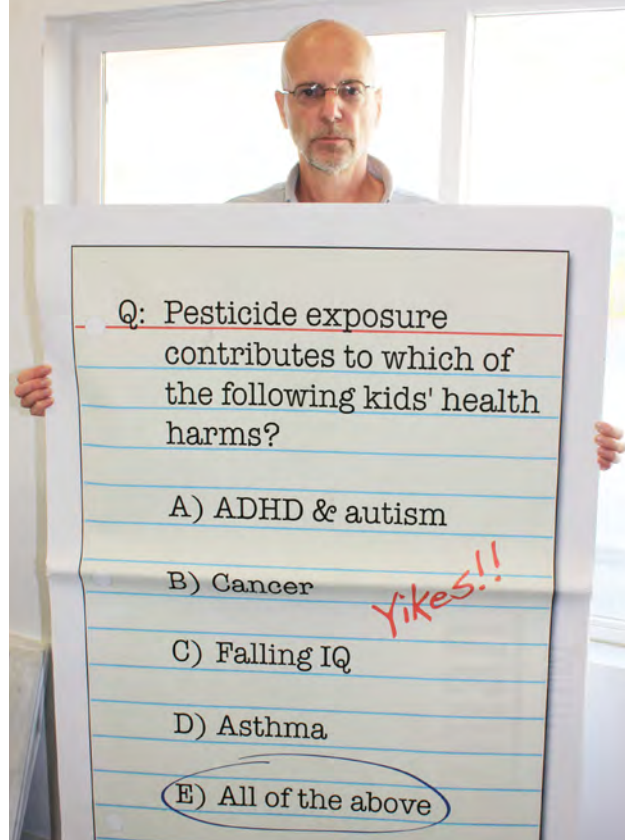 Q: Pesticide exposure
contributes to which of
the following kids' health
harms?
A) ADHD & autism
B) Cancer
Yikes!!
C) Falling IQ
D) Asthma
E) All of the above